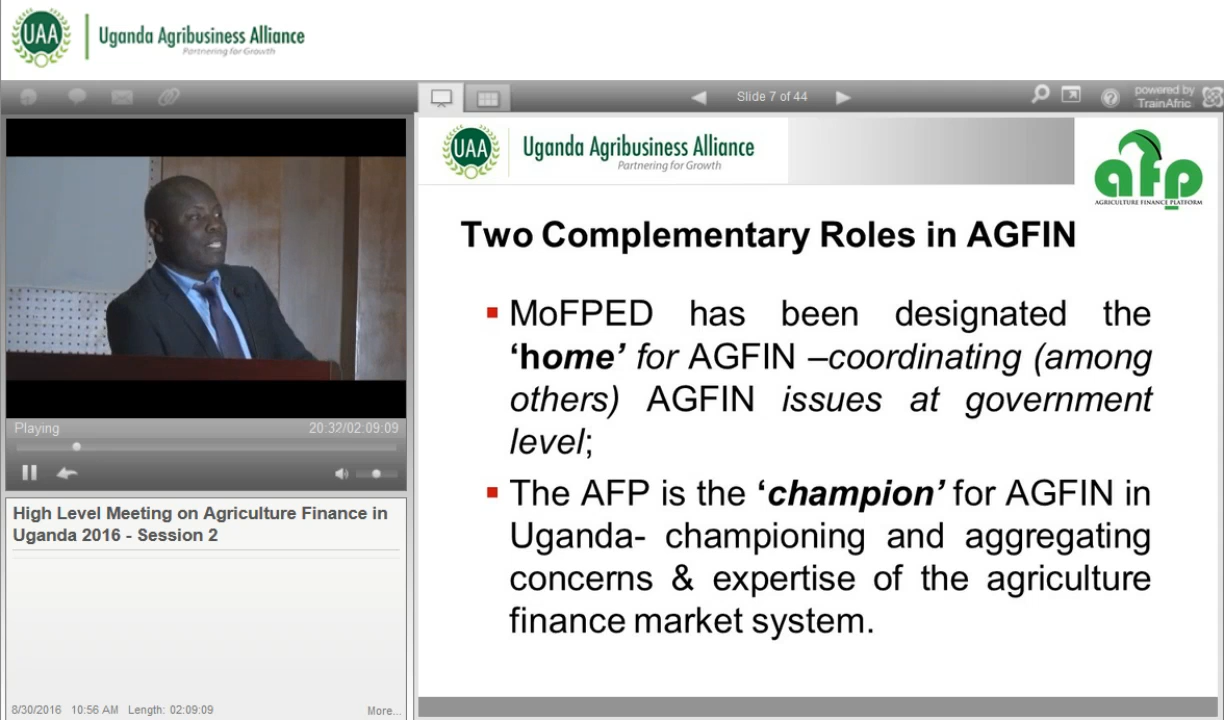 UAA
Uganda Agribusiness Alliance
Partnering for Growth
Slide 7 of 44
powered by
TrainAfric
Playing
20:32/02:09:09
High Level Meeting on Agriculture Finance in
Uganda 2016 - Session 2
8/30/2016 10:56 AM Length: 02:09:09
More...
UAA
Uganda Agribusiness Alliance
Partnering for Growth
afp
AGRICULTURE FINANCE PLATFORM
Two Complementary Roles in AGFIN
▪ MoFPED has been designated the
‘home’ for AGFIN –coordinating (among
others) AGFIN issues at government
level;
▪ The AFP is the ‘champion’ for AGFIN in
Uganda- championing and aggregating
concerns & expertise of the agriculture
finance market system.